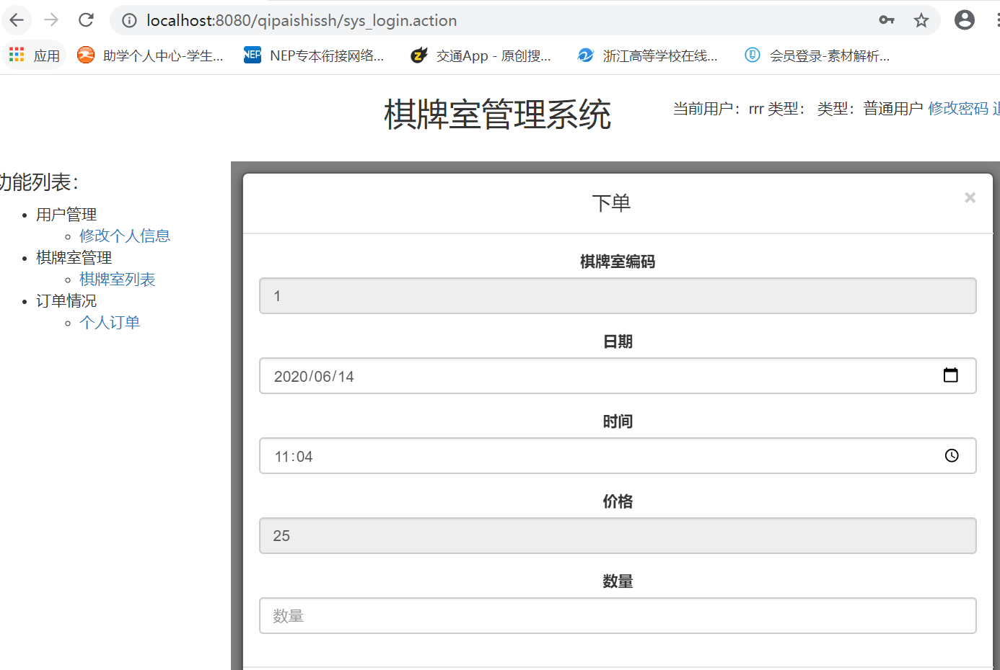 localhost:8080/qipaishissh/sys_login.action
应用 助学个人中心-学生... NEP NEP专本衔接网络... 交通App - 原创搜... 浙江高等学校在线... 会员登录-素材解析...
棋牌室管理系统
当前用户：rrr 类型： 类型：普通用户 修改密码
功能列表：
用户管理
修改个人信息
棋牌室管理
棋牌室列表
订单情况
个人订单
下单 ×
棋牌室编码
1
日期
2020/06/14
时间
11:04
价格
25
数量
数量